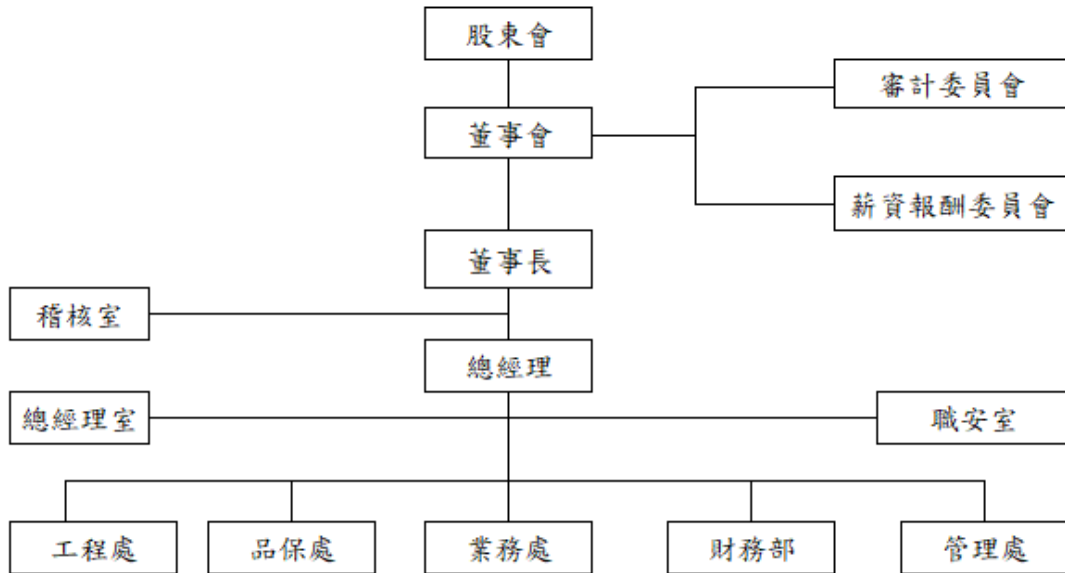 股東會
審計委員會
董事會
薪資報酬委員會
董事長
稽核室
總經理
總經理室
職安室
工程處
品保處
業務處
財務部
管理處